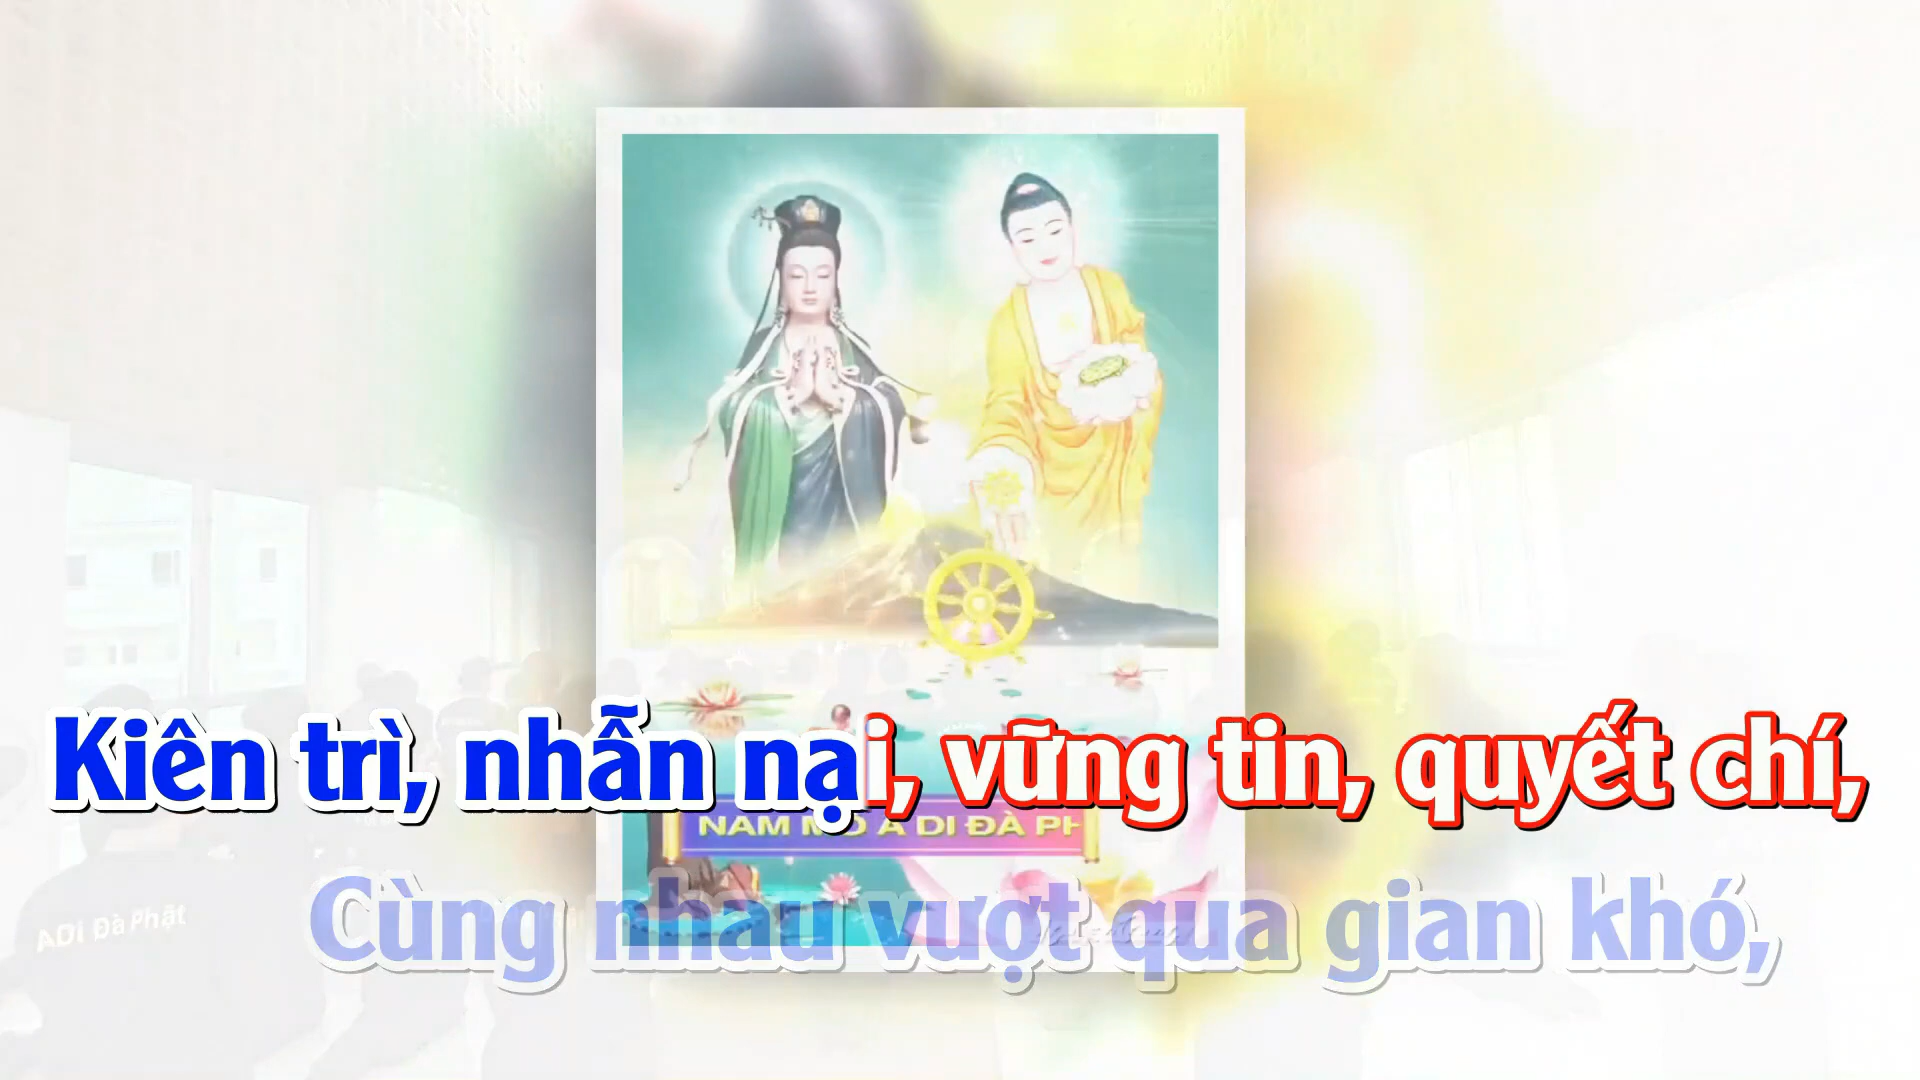 Kiên trì, nhẫn nại, vững tin, quyết chí,
NAM MÔ A DI ĐÀ PH
Cùng nhau vượt qua gian khó,
ADI Đà Phật